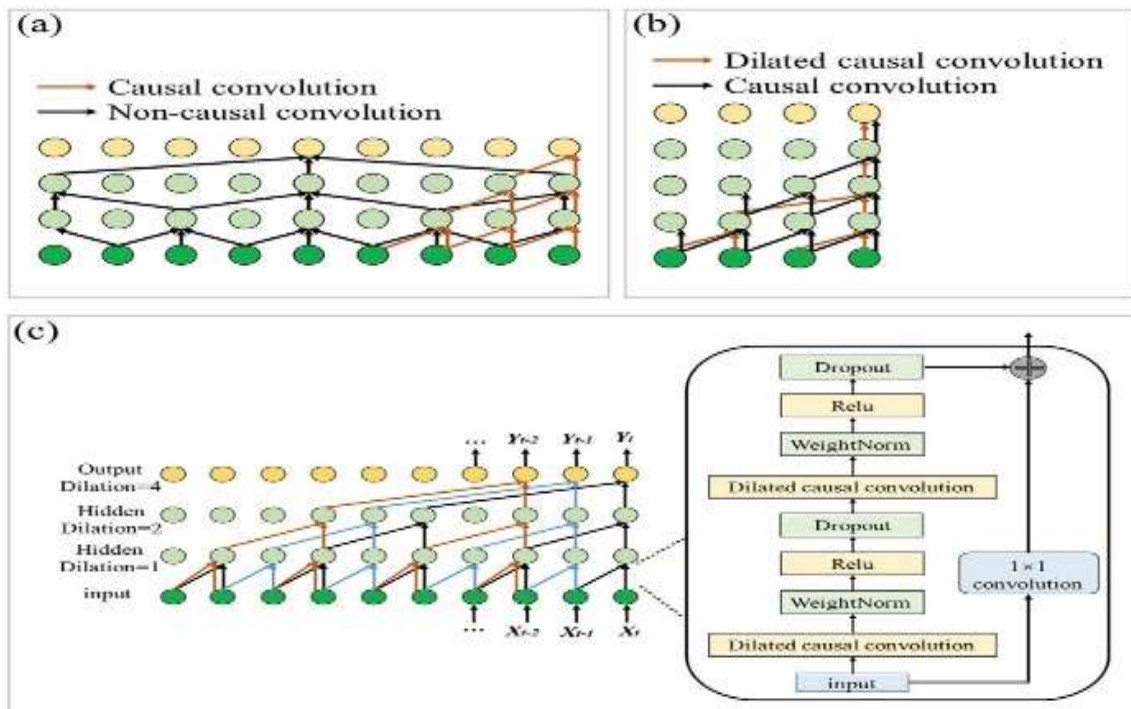 (a)
Causal convolution
Non-causal convolution
(b)
Dilated causal convolution
Causal convolution
(c)
... Yt-2 Yt-1 Yt
Output
Dilation=4
Hidden
Dilation=2
Hidden
Dilation=1
input
... Xt-2 Xt-1 Xt
Dropout
Relu
WeightNorm
Dilated causal convolution
Dropout
Relu
WeightNorm
Dilated causal convolution
input
1×1
convolution